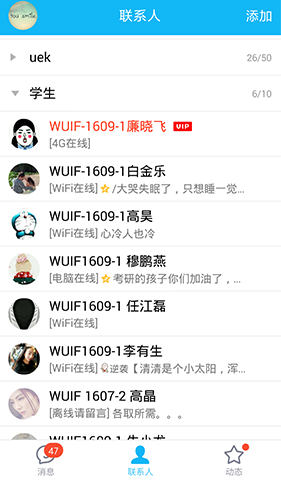 You smile
联系人
添加
uek
26/50
学生
6/10
WUIF-1609-1廉晓飞 VIP
[4G在线]
WUIF-1609-1白金乐
[WiFi在线] /大哭失眠了，只想睡一觉...
WUIF-1609-1高昊
[WiFi在线] 心冷人也冷
WUIF1609-1 穆鹏燕
[电脑在线] 考研的孩子你们加油了，...
WUIF1609-1 任江磊
[WiFi在线]
WUIF1609-1李有生
[WiFi在线] 逆袭【清清是个小太阳，浑...
WUIF 1607-2 高晶
[离线请留言] 各取所需。。。
47
消息
联系人
动态